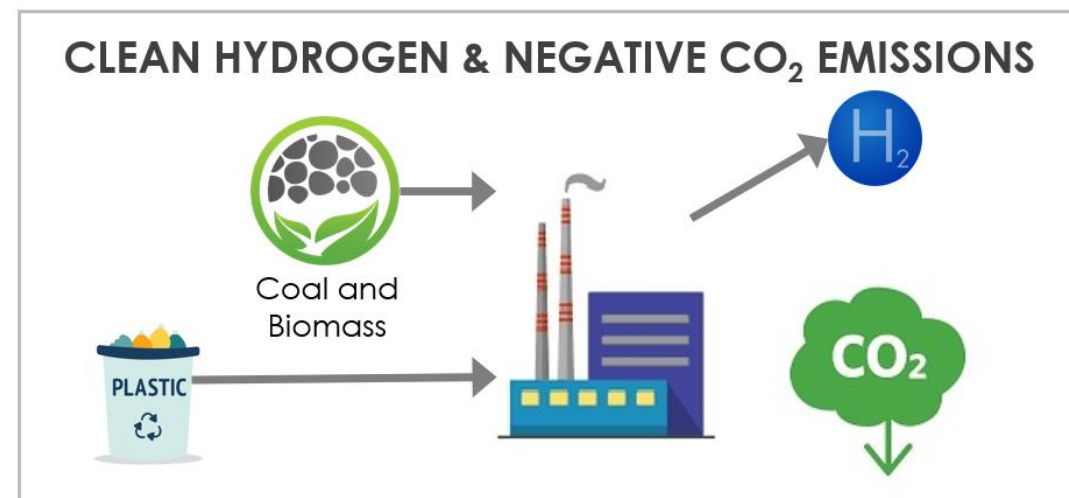 CLEAN HYDROGEN & NEGATIVE CO₂ EMISSIONS
H₂
Coal and
Biomass
PLASTIC
CO₂